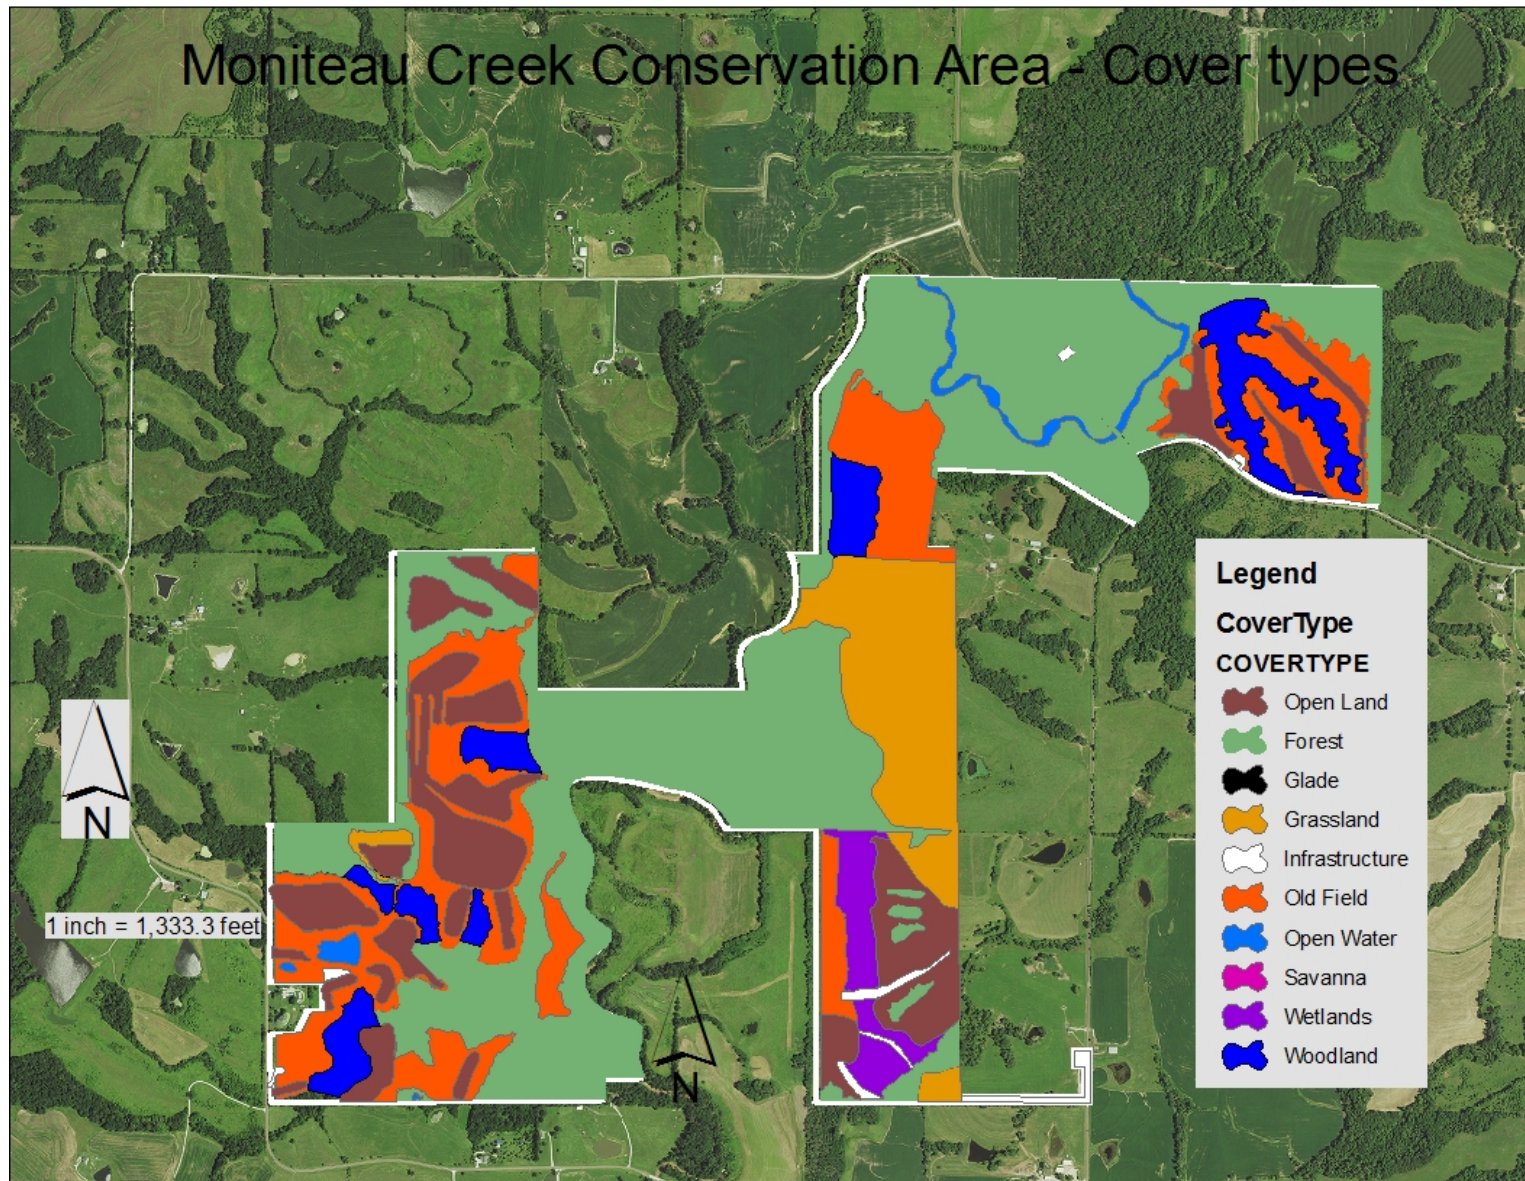 Moniteau Creek Conservation Area - Cover types
Legend
CoverType
COVERTYPE
Open Land
Forest
Glade
Grassland
Infrastructure
Old Field
Open Water
Savanna
Wetlands
Woodland
N
1 inch = 1,333.3 feet
N